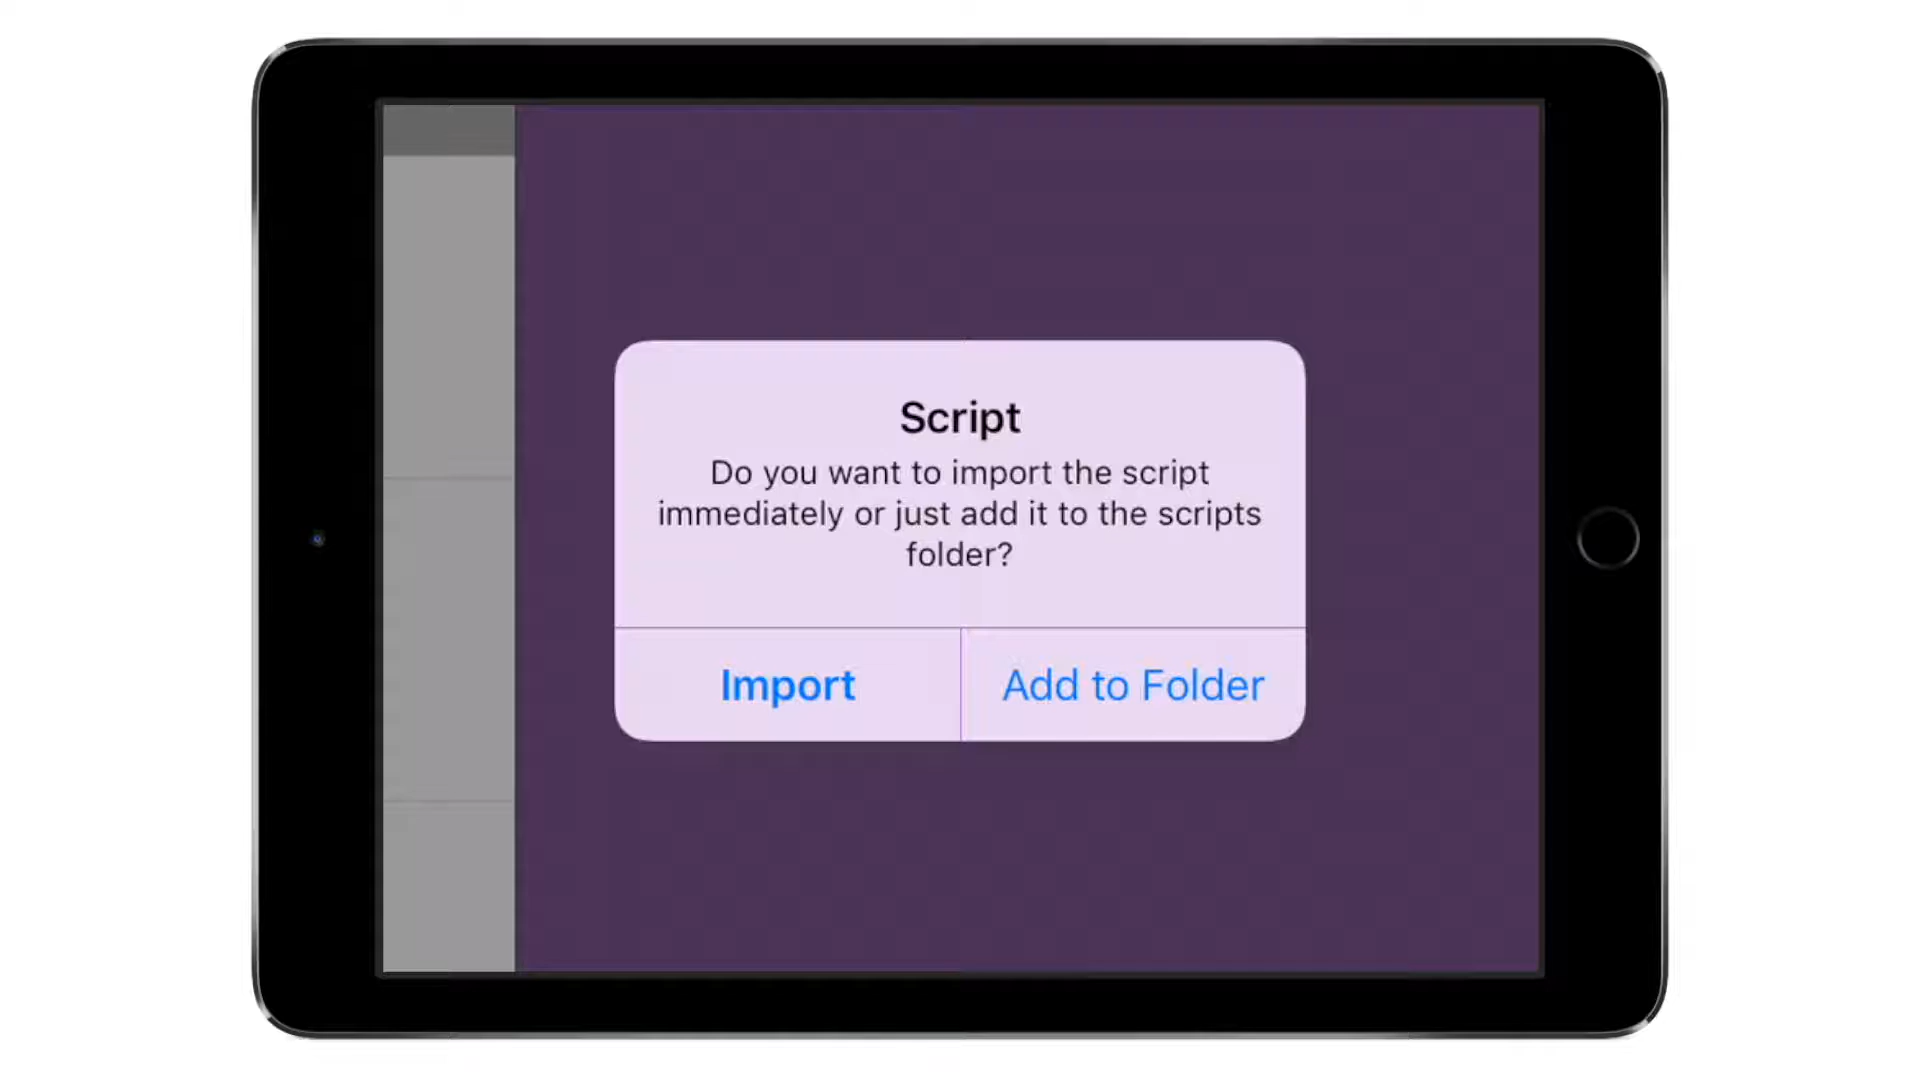 Script
Do you want to import the script
immediately or just add it to the scripts
folder?
Import
Add to Folder